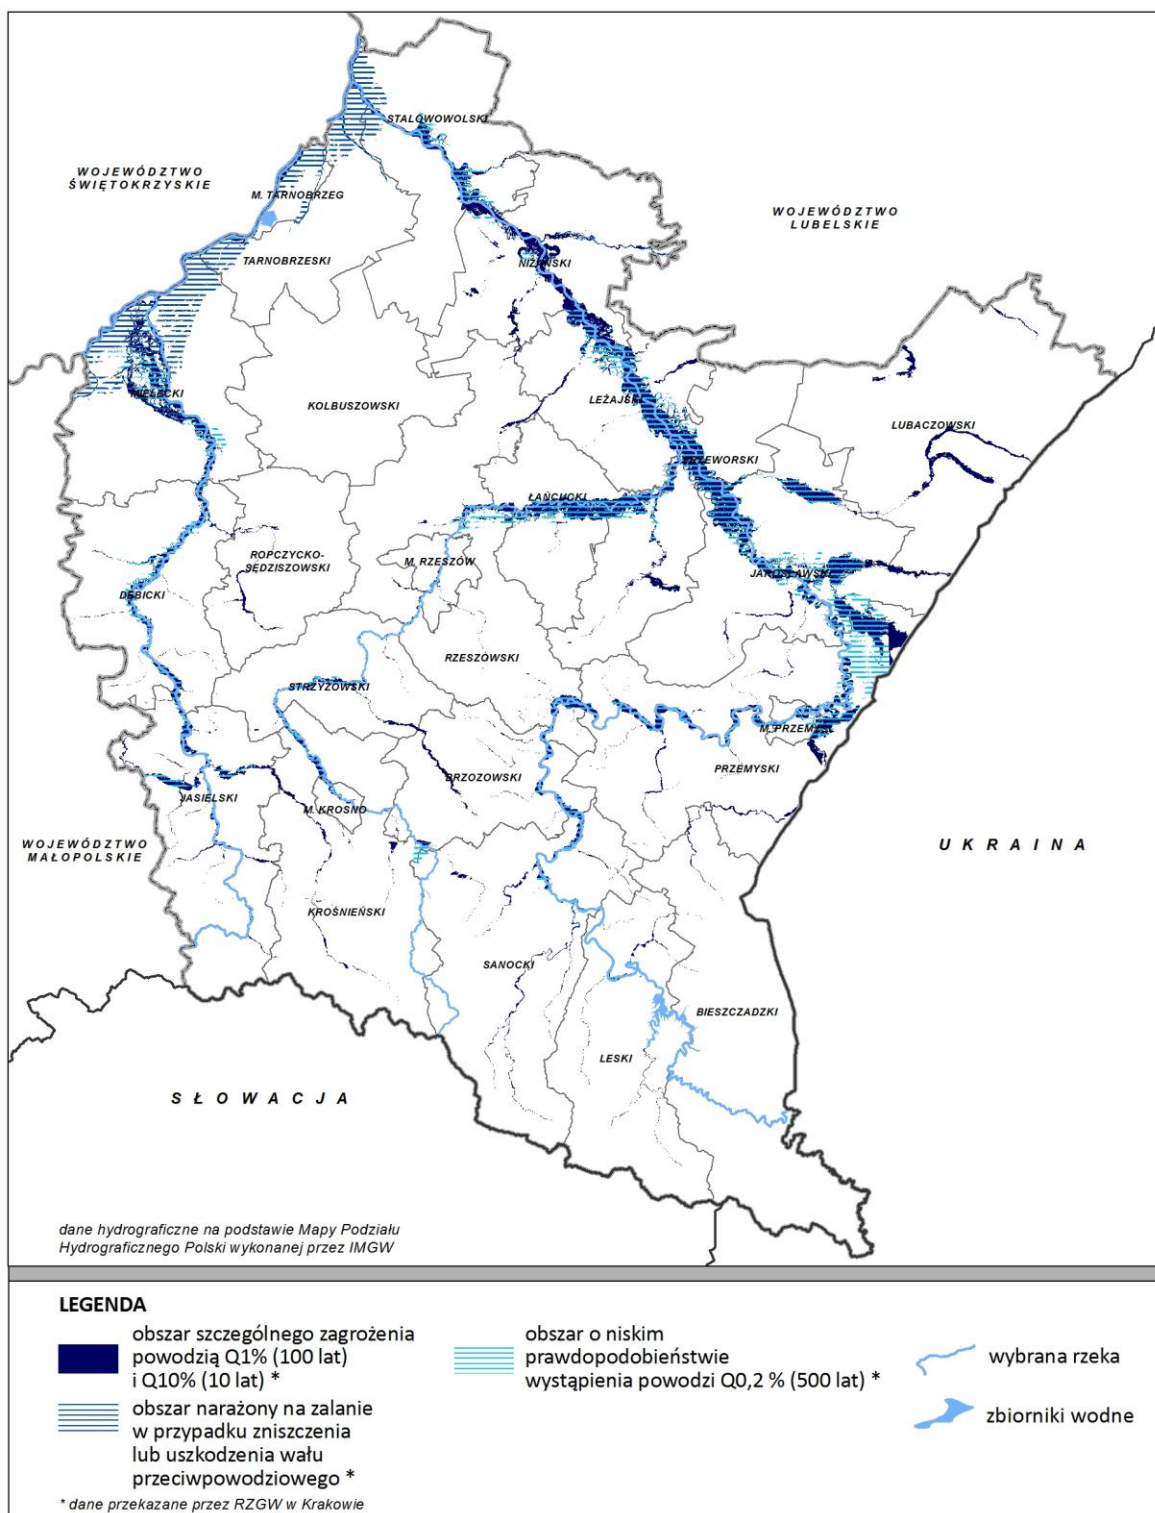 STALOWOWOLSKI
WOJEWÓDZTWO
ŚWIĘTOKRZYSKIE
M. TARNOBRZEG
WOJEWÓDZTWO
LUBELSKIE
TARNOBRZESKI
NIŻAŃSKI
MIELECKI
LEŻAJSKI
KOLBUSZOWSKI
LUBACZOWSKI
PRZEWORSKI
ŁAŃCUCKI
ROPCZYCKO-
SĘDZISZOWSKI
M. RZESZÓW
JAROSŁAWSKI
DĘBICKI
RZESZOWSKI
STRZYŻOWSKI
M. PRZEMYŚL
PRZEMYSKI
BRZOZOWSKI
JASIELSKI
M. KROSNO
WOJEWÓDZTWO
MAŁOPOLSKIE
UKRAINA
KROŚNIEŃSKI
SANOCKI
BIESZCZADZKI
LESKI
SŁOWACJA
dane hydrograficzne na podstawie Mapy Podziału
Hydrograficznego Polski wykonanej przez IMGW
LEGENDA
obszar szczególnego zagrożenia
powodzią Q1% (100 lat)
i Q10% (10 lat) *
obszar narażony na zalanie
w przypadku zniszczenia
lub uszkodzenia wału
przeciwpowodziowego *
obszar o niskim
prawdopodobieństwie
wystąpienia powodzi Q0,2 % (500 lat) *
wybrana rzeka
zbiorniki wodne
* dane przekazane przez RZGW w Krakowie